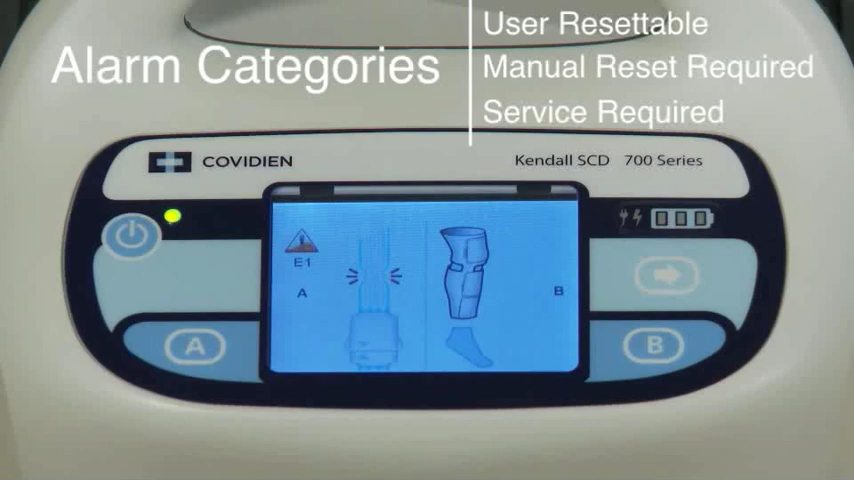 Alarm Categories
User Resettable
Manual Reset Required
Service Required
COVIDIEN
Kendall SCD 700 Series
E1
A
B
A
B